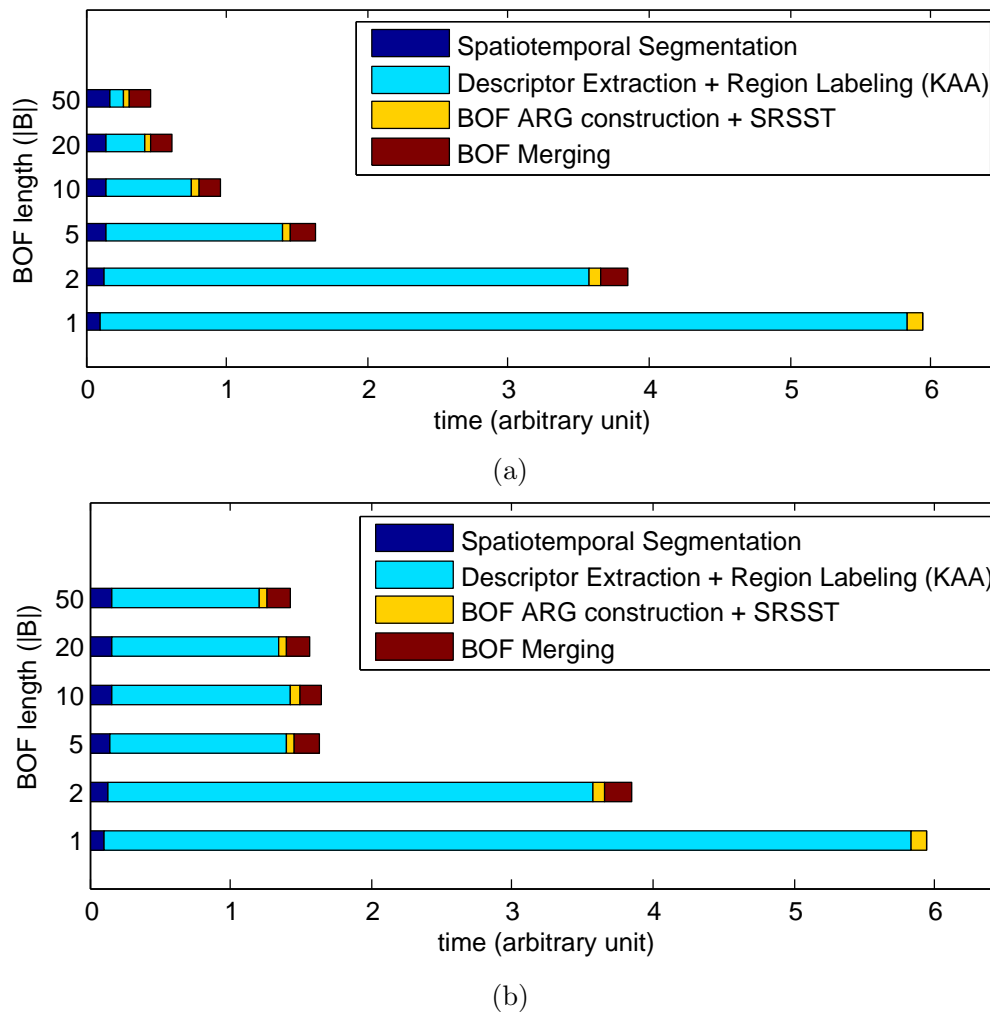 Spatiotemporal Segmentation
Descriptor Extraction + Region Labeling (KAA)
BOF ARG construction + SRSST
BOF Merging
BOF length (|B|)
50
20
10
5
2
1
0 1 2 3 4 5 6
time (arbitrary unit)
(a)
Spatiotemporal Segmentation
Descriptor Extraction + Region Labeling (KAA)
BOF ARG construction + SRSST
BOF Merging
BOF length (|B|)
50
20
10
5
2
1
0 1 2 3 4 5 6
time (arbitrary unit)
(b)